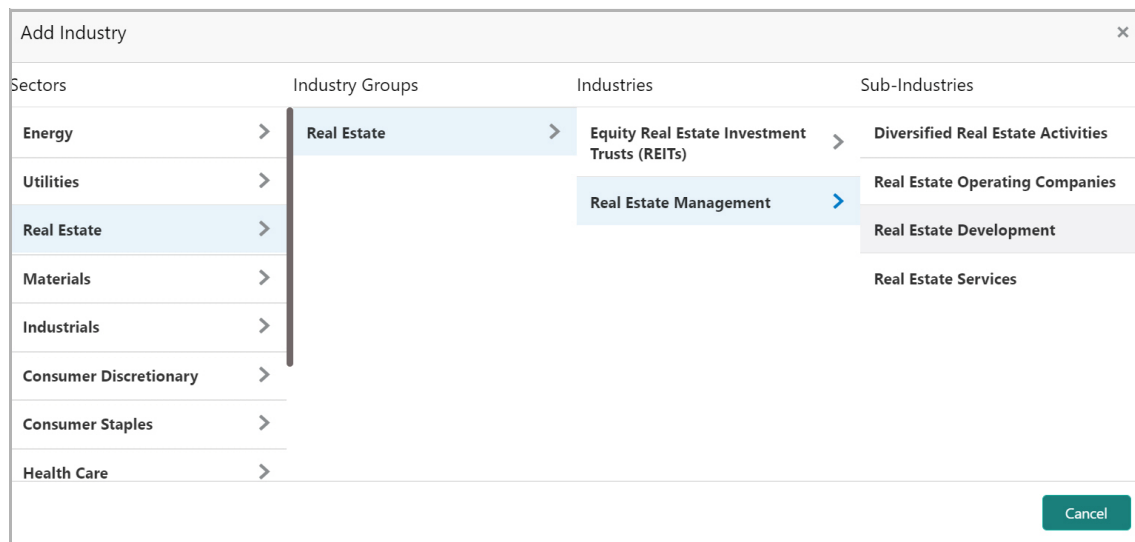 Add Industry ×
Sectors
Industry Groups
Industries
Sub-Industries
Energy
Utilities
Real Estate
Materials
Industrials
Consumer Discretionary
Consumer Staples
Health Care
Real Estate
Equity Real Estate Investment
Trusts (REITs)
Real Estate Management
Diversified Real Estate Activities
Real Estate Operating Companies
Real Estate Development
Real Estate Services
Cancel